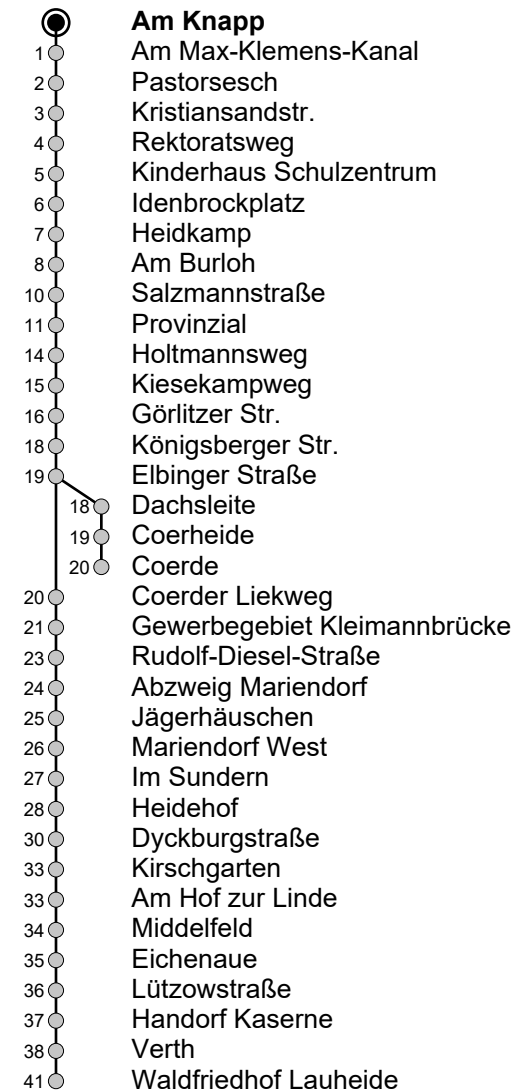 Am Knapp
1 Am Max-Klemens-Kanal
2 Pastorsesch
3 Kristiansandstr.
4 Rektoratsweg
5 Kinderhaus Schulzentrum
6 Idenbrockplatz
7 Heidkamp
8 Am Burloh
10 Salzmannstraße
11 Provinzial
14 Holtmannsweg
15 Kiesekampweg
16 Görlitzer Str.
18 Königsberger Str.
19 Elbinger Straße
18 Dachsleite
19 Coerheide
20 Coerde
20 Coerder Liekweg
21 Gewerbegebiet Kleimannbrücke
23 Rudolf-Diesel-Straße
24 Abzweig Mariendorf
25 Jägerhäuschen
26 Mariendorf West
27 Im Sundern
28 Heidehof
30 Dyckburgstraße
33 Kirschgarten
33 Am Hof zur Linde
34 Middelfeld
35 Eichenaue
36 Lützowstraße
37 Handorf Kaserne
38 Verth
41 Waldfriedhof Lauheide